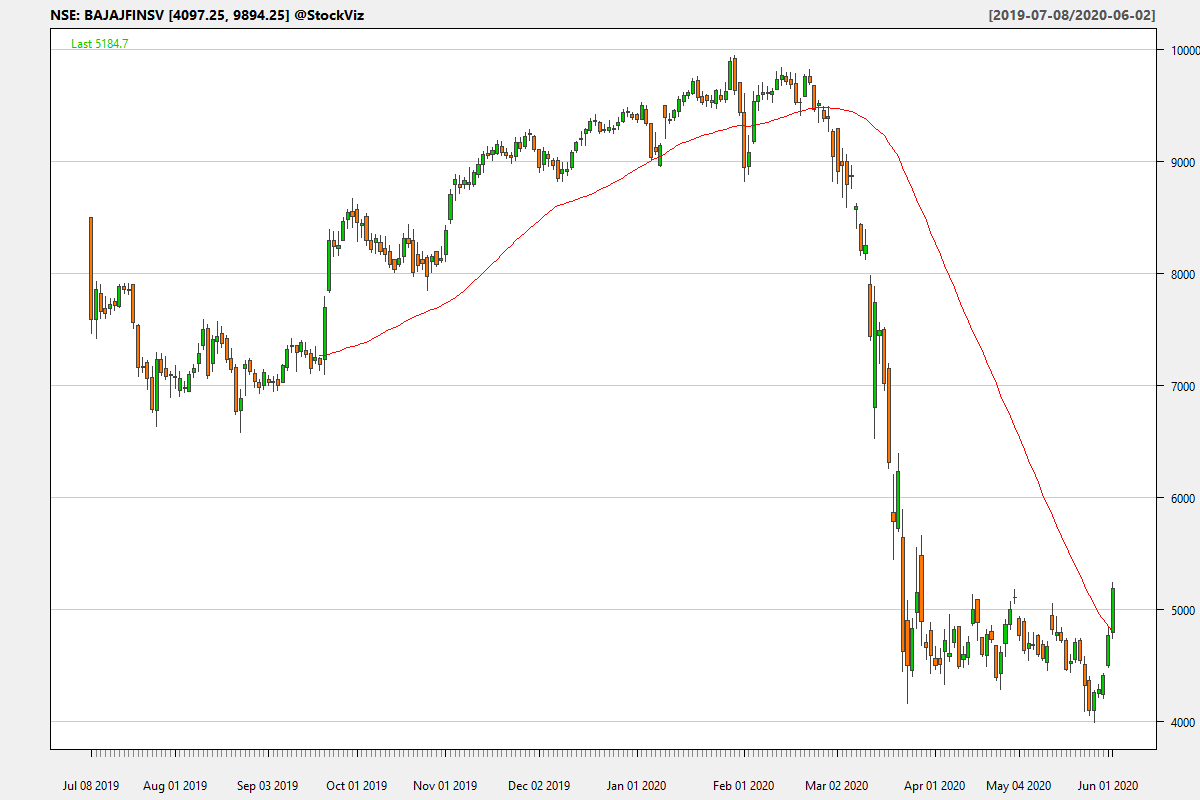 NSE: BAJAJFINSV [4097.25, 9894.25] @StockViz [2019-07-08/2020-06-02]
Last 5184.7
10000
9000
8000
7000
6000
5000
4000
Jul 08 2019 Aug 01 2019 Sep 03 2019 Oct 01 2019 Nov 01 2019 Dec 02 2019 Jan 01 2020 Feb 01 2020 Mar 02 2020 Apr 01 2020 May 04 2020 Jun 01 2020